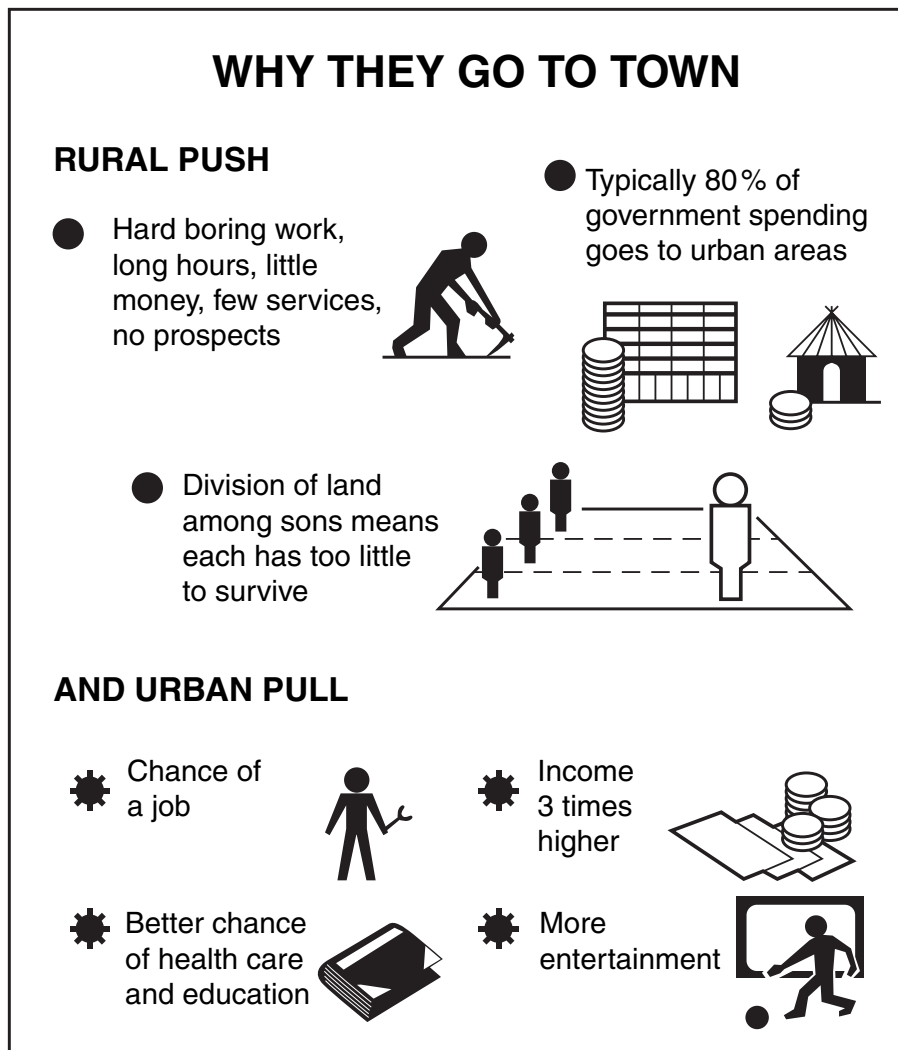 WHY THEY GO TO TOWN
RURAL PUSH
Hard boring work,
long hours, little
money, few services,
no prospects
Typically 80% of
government spending
goes to urban areas
Division of land
among sons means
each has too little
to survive
AND URBAN PULL
Chance of
a job
Income
3 times
higher
Better chance
of health care
and education
More
entertainment